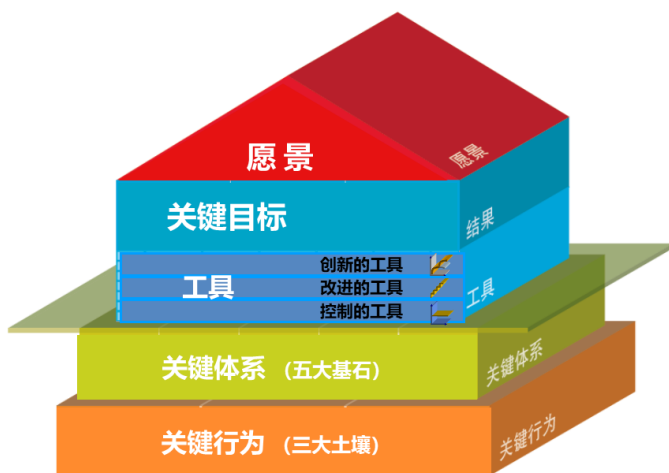 愿景
愿景
关键目标
结果
工具
创新的工具
改进的工具
控制的工具
工具
关键体系（五大基石）
关键体系
关键行为（三大土壤）
关键行为